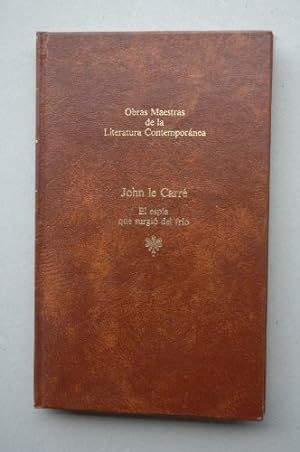 Obras Maestras
de la
Literatura Contemporánea
John le Carré
El espía
que surgió del frío